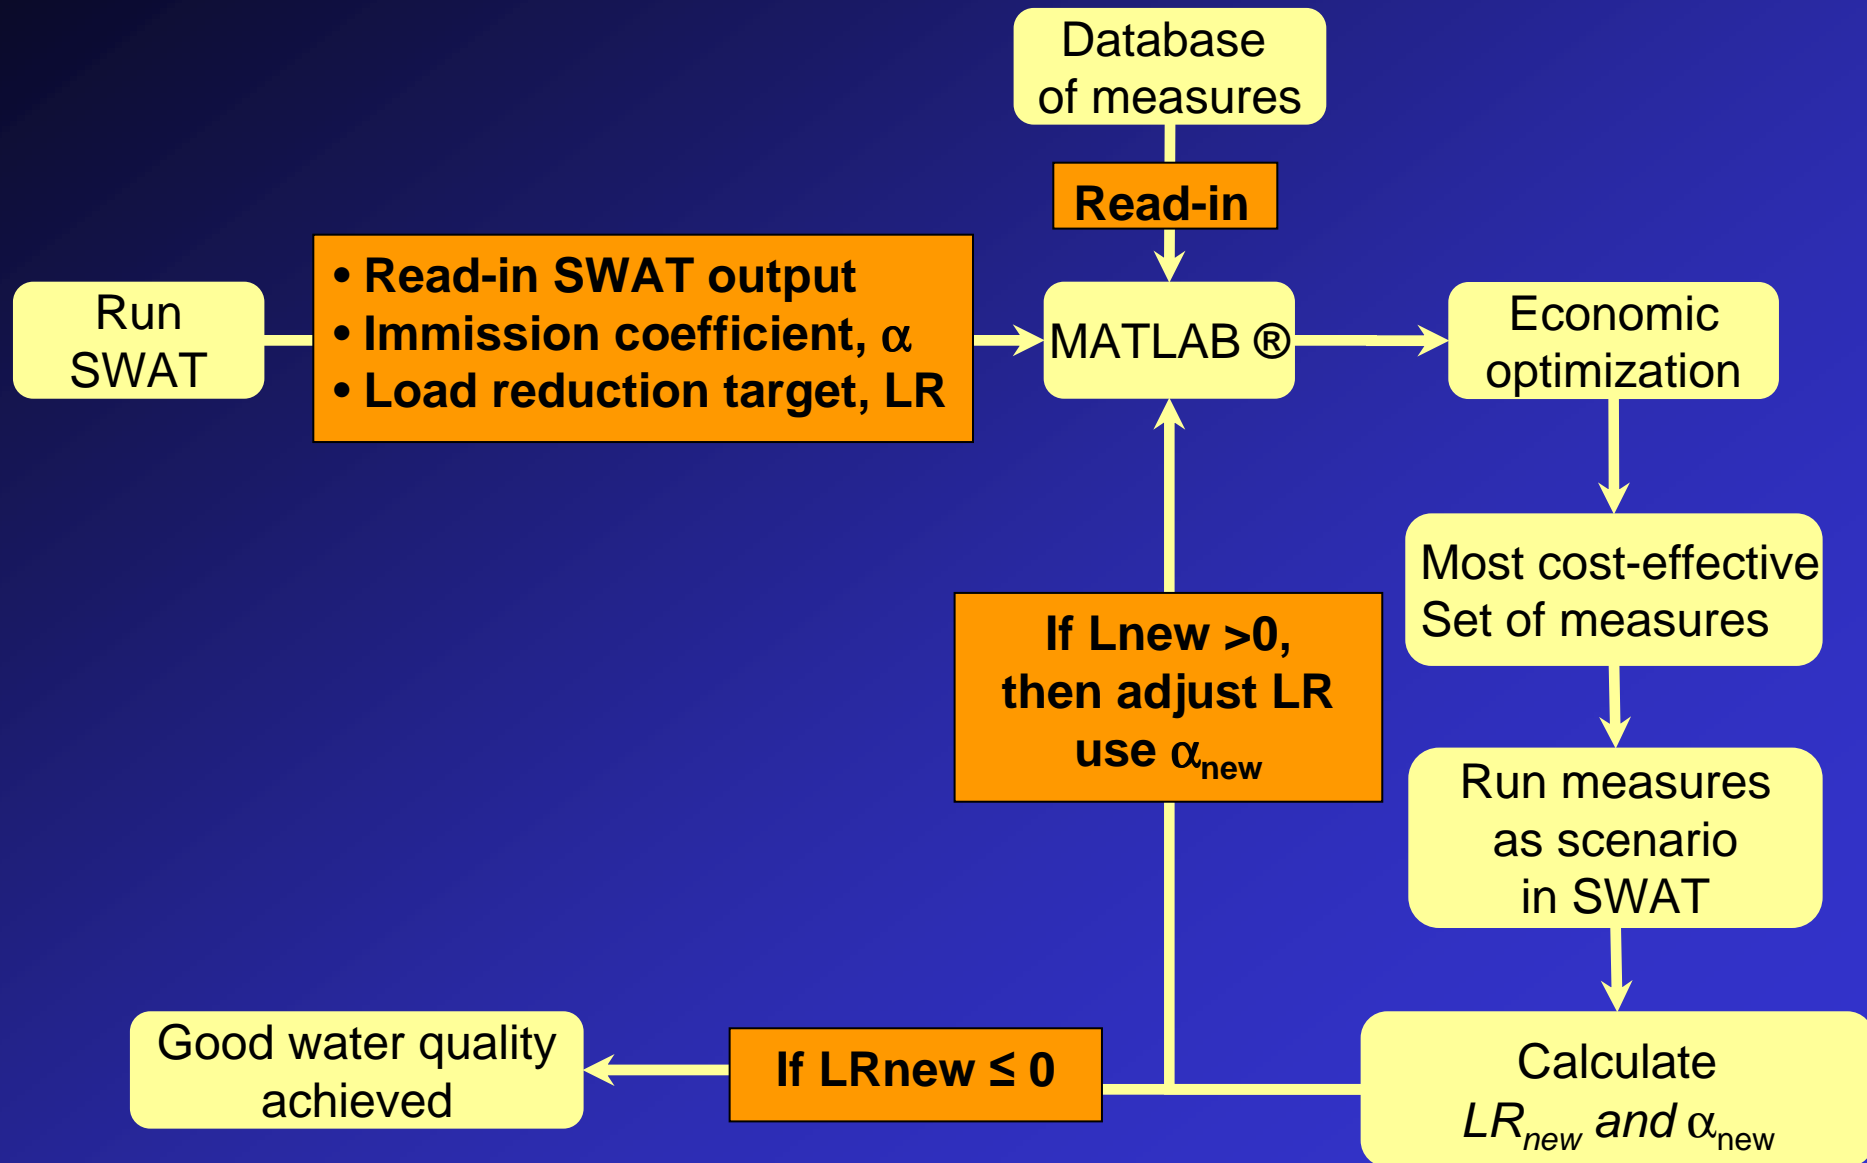 Database
of measures
Read-in
Run
SWAT
• Read-in SWAT output
• Immission coefficient, α
• Load reduction target, LR
MATLAB ®
Economic
optimization
Most cost-effective
Set of measures
If Lnew >0,
then adjust LR
use αnew
Run measures
as scenario
in SWAT
Good water quality
achieved
If LRnew ≤ 0
Calculate
LRnew and αnew